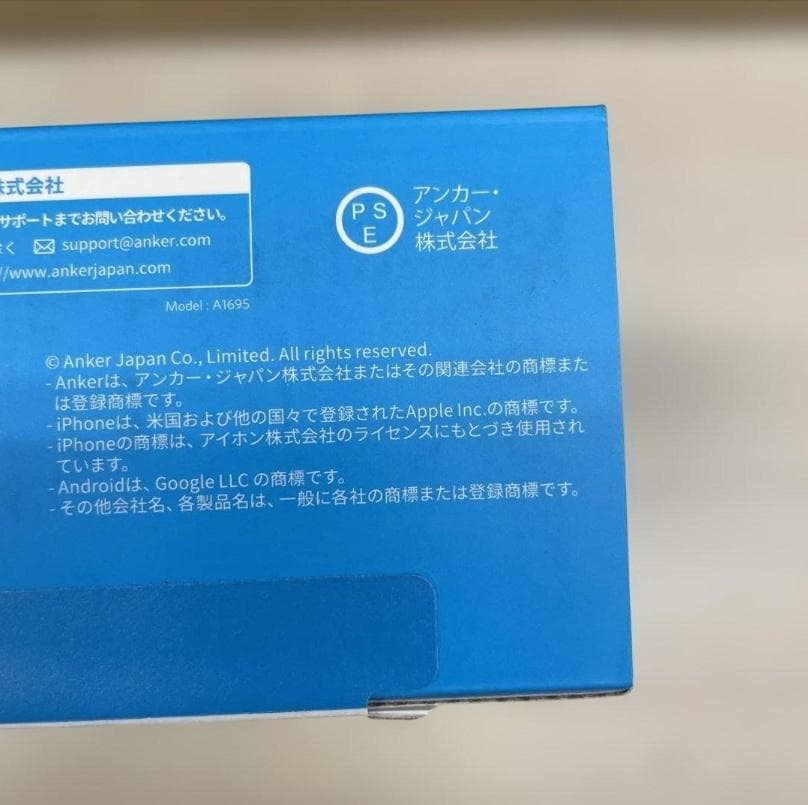 株式会社
サポートまでお問い合わせください。
除く support@anker.com
//www.ankerjapan.com
Model : A1695
P S
E
アンカー・
ジャパン
株式会社
© Anker Japan Co., Limited. All rights reserved.
- Ankerは、アンカー・ジャパン株式会社またはその関連会社の商標また
は登録商標です。
- iPhoneは、米国および他の国々で登録されたApple Inc.の商標です。
- iPhoneの商標は、アイホン株式会社のライセンスにもとづき使用され
ています。
- Androidは、Google LLC の商標です。
- その他会社名、各製品名は、一般に各社の商標または登録商標です。